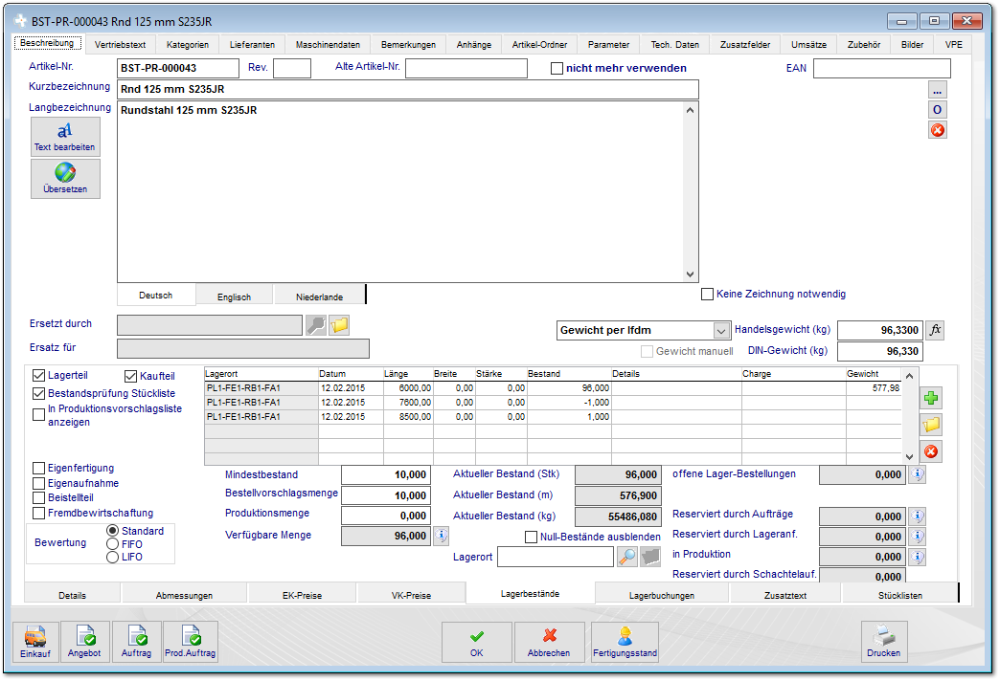 BST-PR-000043 Rnd 125 mm S235JR
Beschreibung Vertriebstext Kategorien Lieferanten Maschinendaten Bemerkungen Anhänge Artikel-Ordner Parameter Tech. Daten Zusatzfelder Umsätze Zubehör Bilder VPE
Artikel-Nr. BST-PR-000043 Rev. Alte Artikel-Nr. nicht mehr verwenden EAN
Kurzbezeichnung Rnd 125 mm S235JR ...
Langbezeichnung Rundstahl 125 mm S235JR O
Text bearbeiten
Übersetzen
Deutsch Englisch Niederlande Keine Zeichnung notwendig
Ersetzt durch Gewicht per lfdm Handelsgewicht (kg) 96,3300 fx
Ersatz für Gewicht manuell DIN-Gewicht (kg) 96,330
Lagerteil Kaufteil
Bestandsprüfung Stückliste
In Produktionsvorschlagsliste
anzeigen
Lagerort Datum Länge Breite Stärke Bestand Details Charge Gewicht
PL1-FE1-RB1-FA1 12.02.2015 6000,00 0,00 0,00 96,000 577,98
PL1-FE1-RB1-FA1 12.02.2015 7600,00 0,00 0,00 -1,000
PL1-FE1-RB1-FA1 12.02.2015 8500,00 0,00 0,00 1,000
Eigenfertigung
Eigenaufnahme
Beistellteil
Fremdbewirtschaftung
Bewertung Standard
FIFO
LIFO
Mindestbestand 10,000 Aktueller Bestand (Stk) 96,000 offene Lager-Bestellungen 0,000
Bestellvorschlagsmenge 10,000 Aktueller Bestand (m) 576,900
Produktionsmenge 0,000 Aktueller Bestand (kg) 55486,080 Reserviert durch Aufträge 0,000
Verfügbare Menge 96,000 Null-Bestände ausblenden Reserviert durch Lageranf. 0,000
Lagerort in Produktion 0,000
Reserviert durch Schachtelauf. 0,000
Details Abmessungen EK-Preise VK-Preise Lagerbestände Lagerbuchungen Zusatztext Stücklisten
Einkauf Angebot Auftrag Prod.Auftrag OK Abbrechen Fertigungsstand Drucken